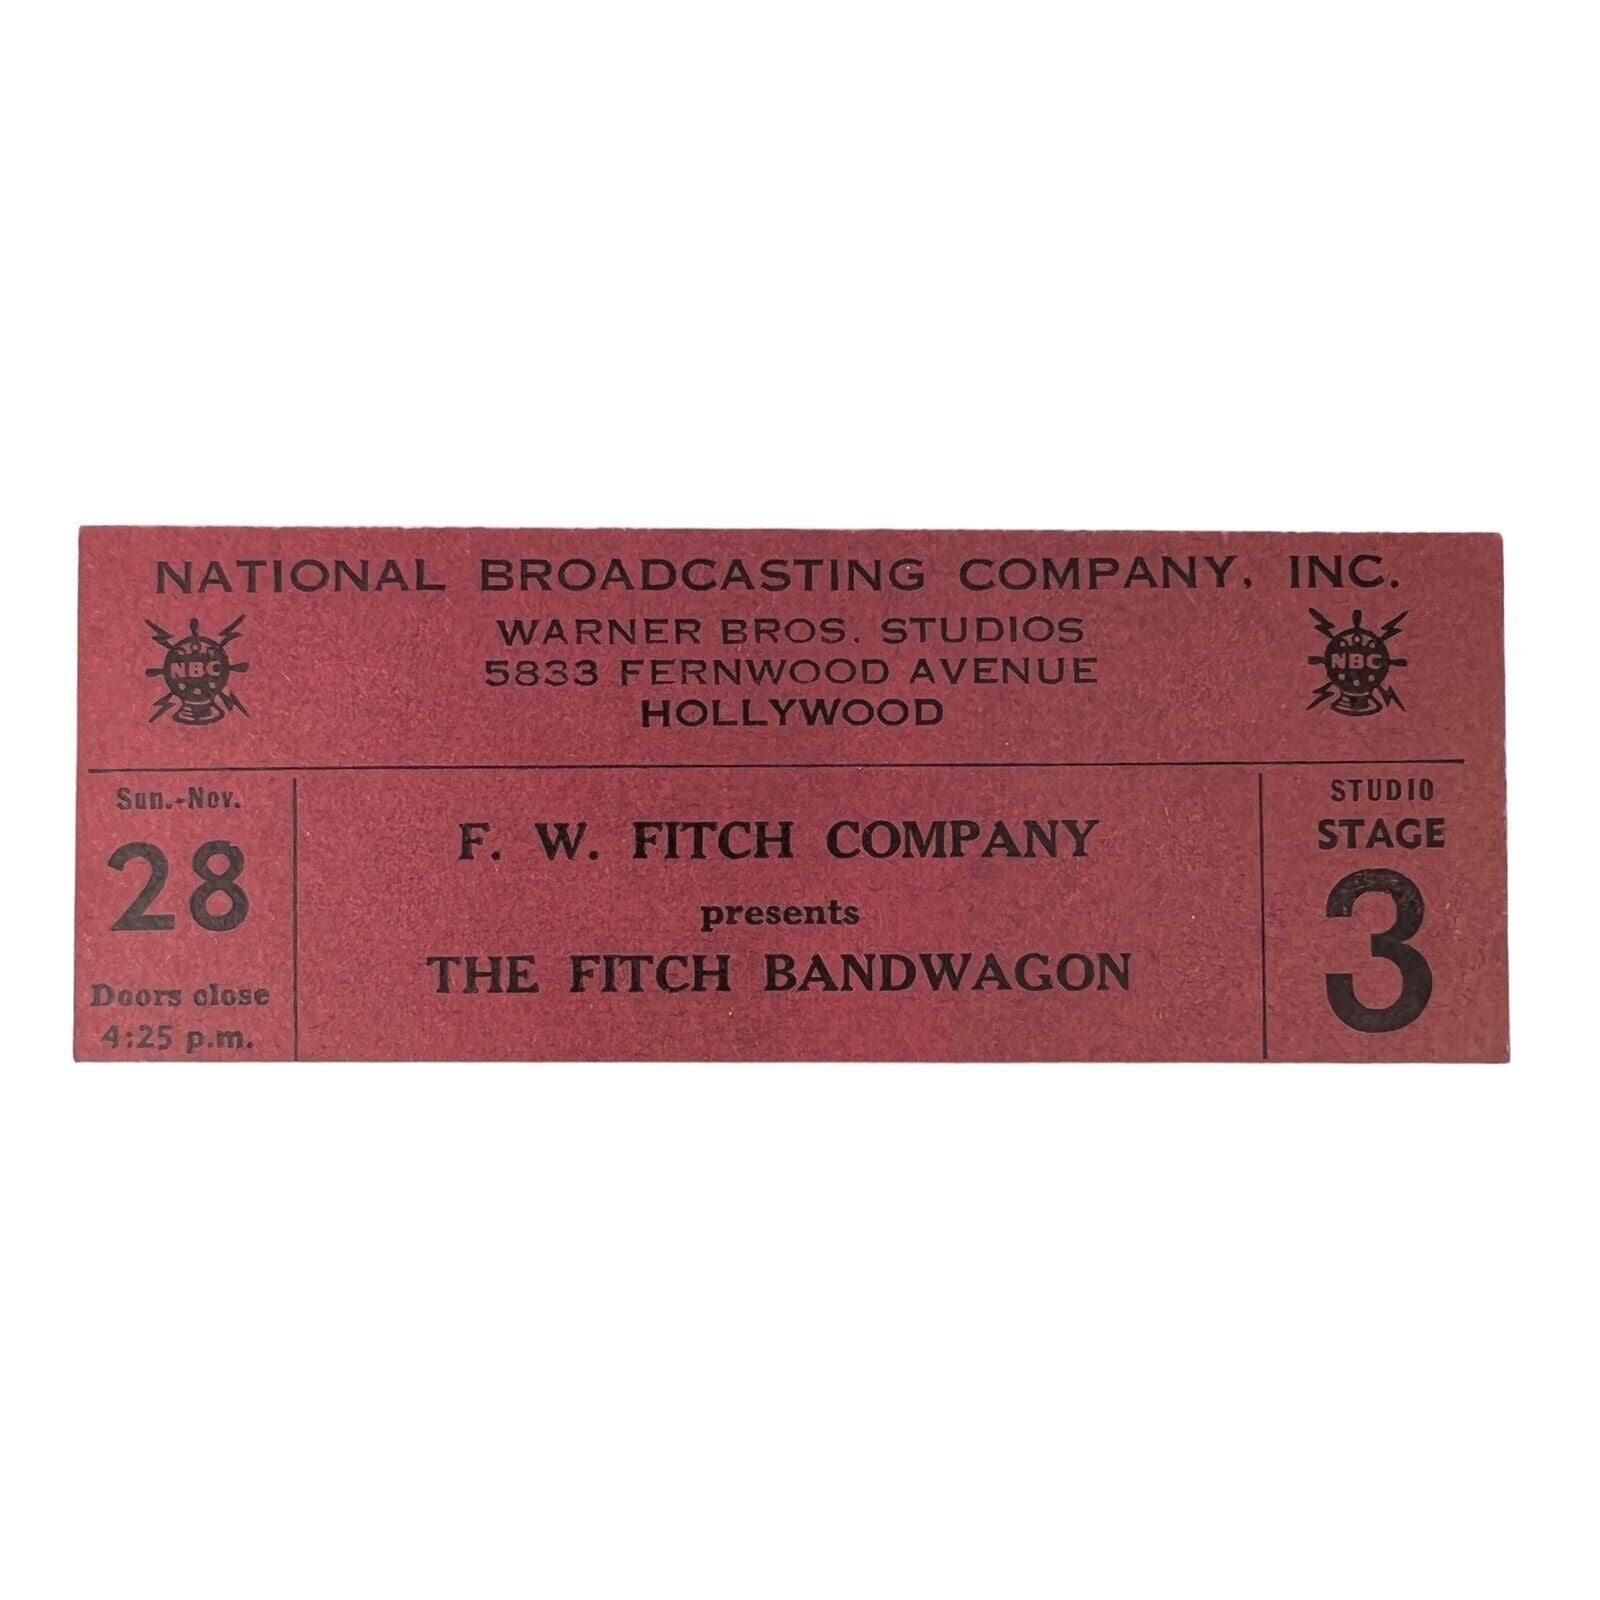 NATIONAL BROADCASTING COMPANY, INC.
NBC
WARNER BROS. STUDIOS
5833 FERNWOOD AVENUE
HOLLYWOOD
NBC
Sun.-Nov.
28
Doors close
4:25 p.m.
F. W. FITCH COMPANY
presents
THE FITCH BANDWAGON
STUDIO
STAGE
3